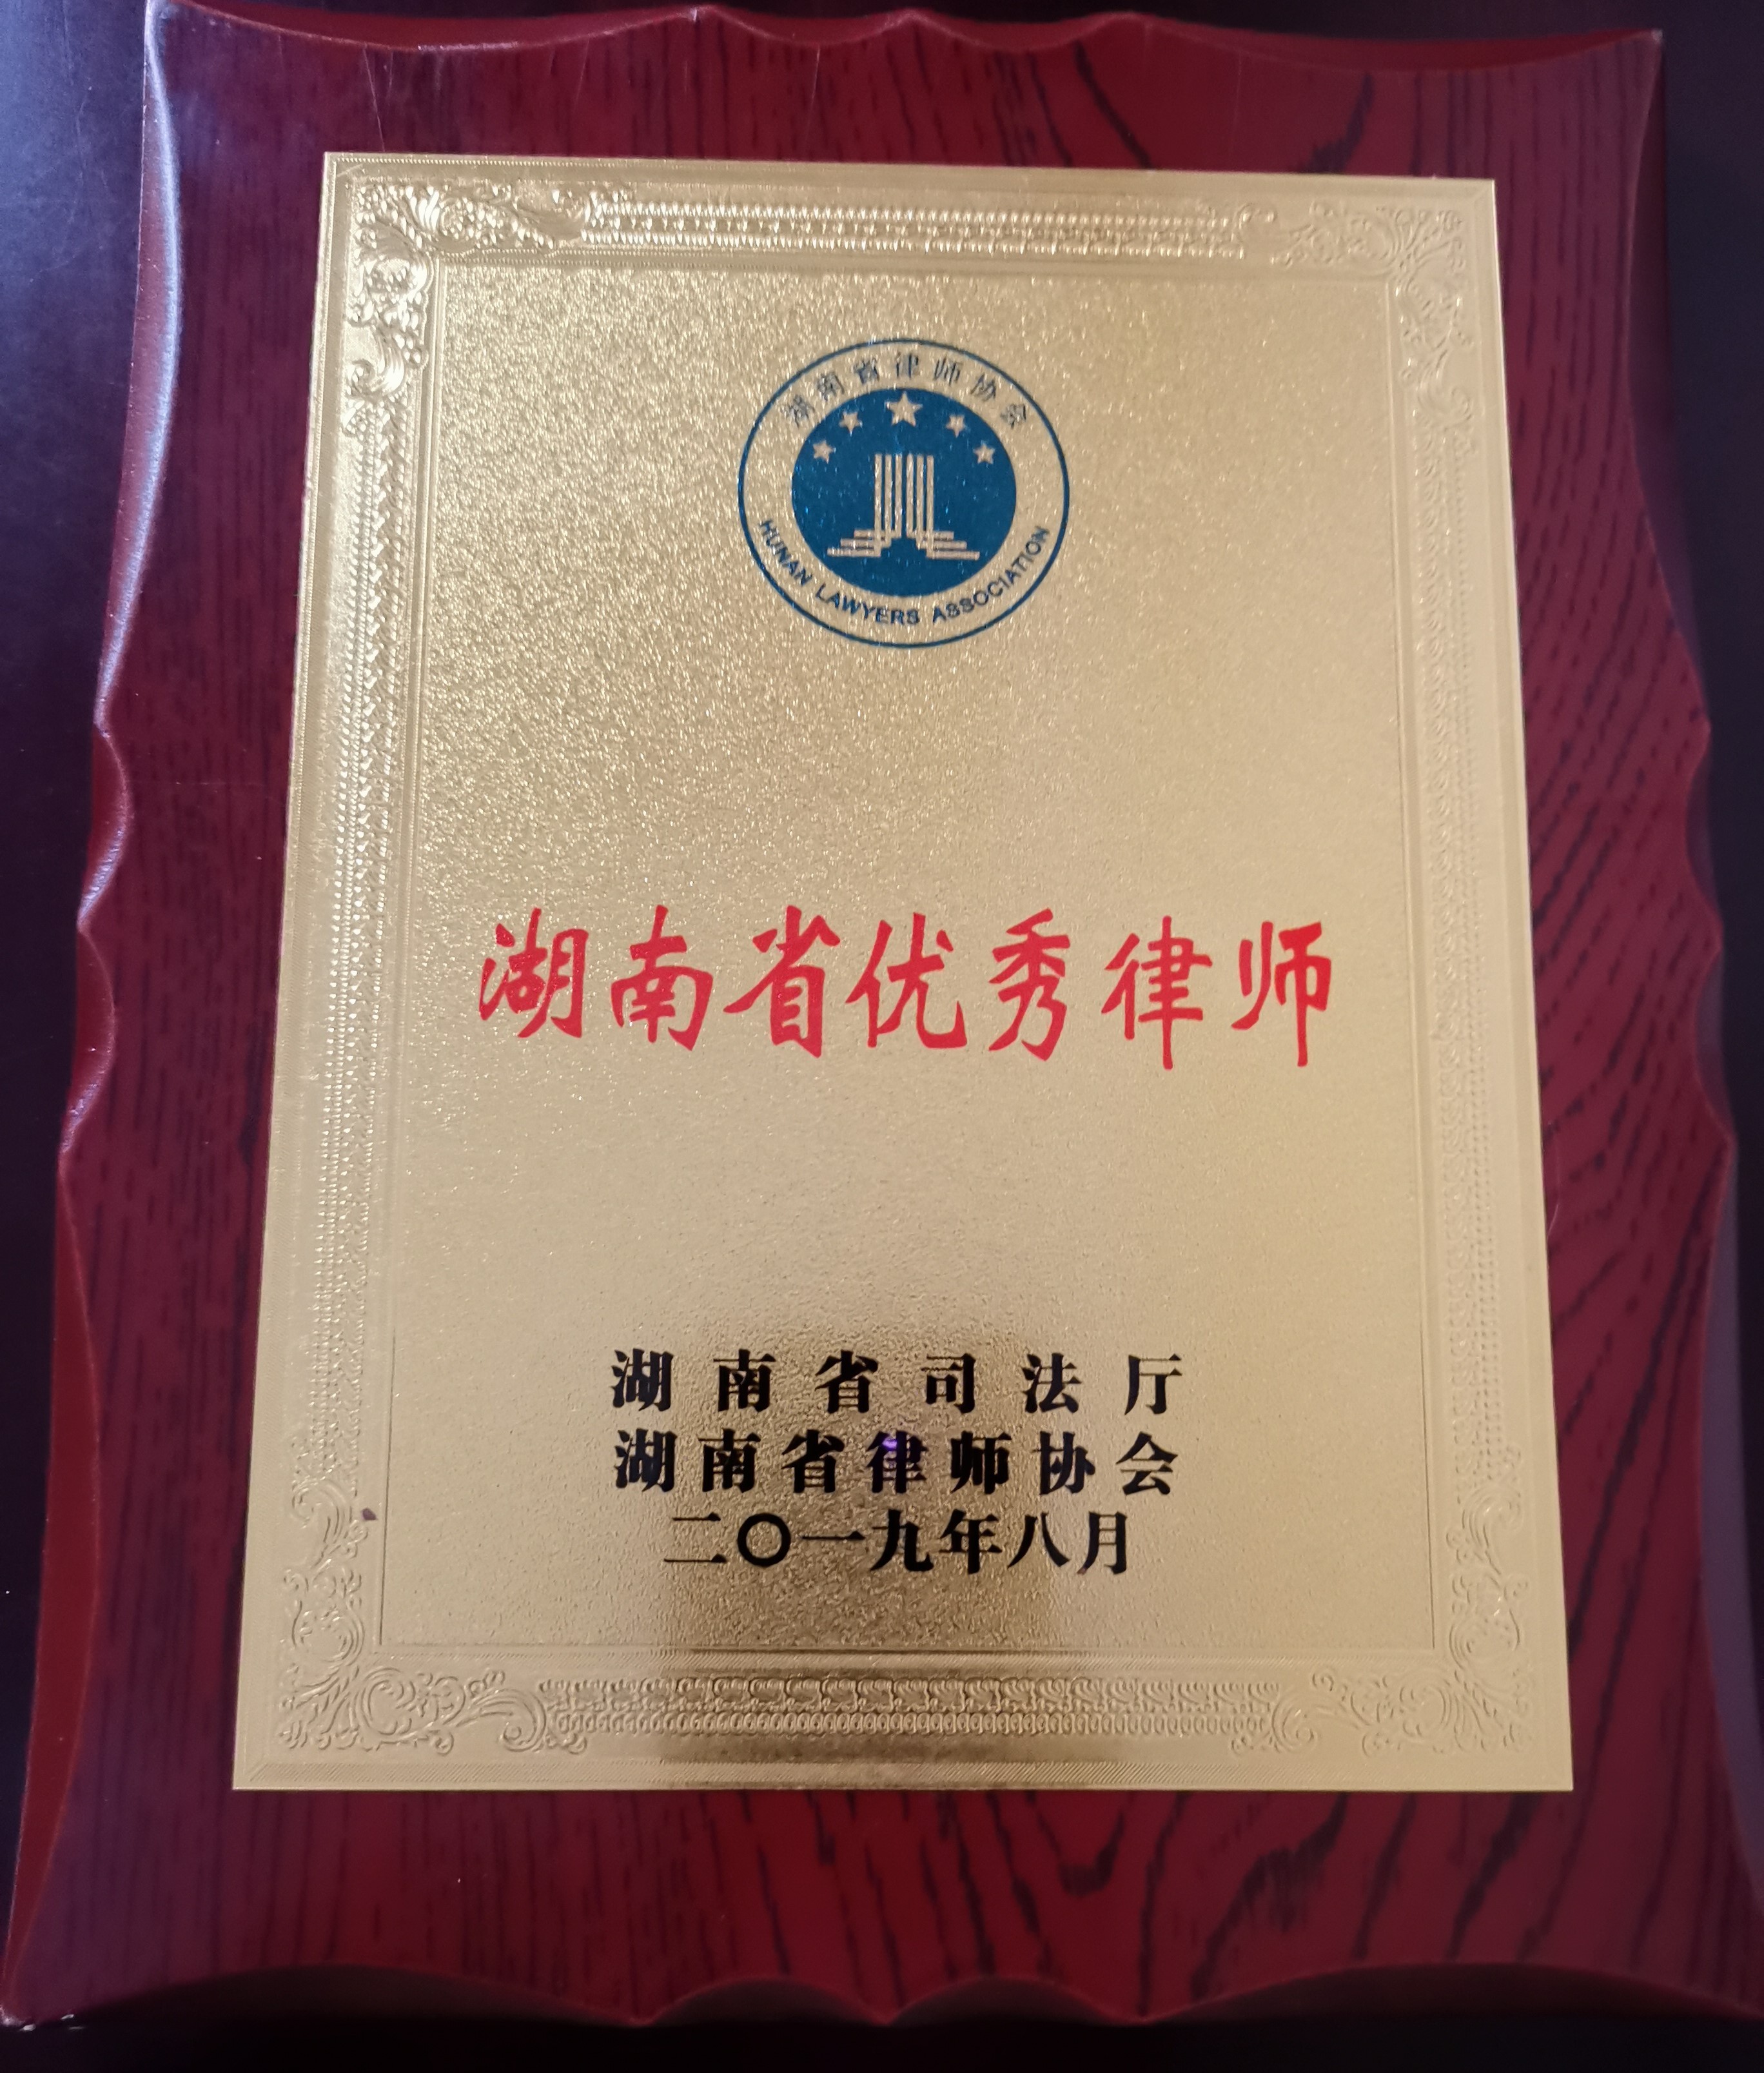 湖南省律师协会
HUNAN LAWYERS ASSOCIATION
湖南省优秀律师
湖南省司法厅
湖南省律师协会
二〇一九年八月